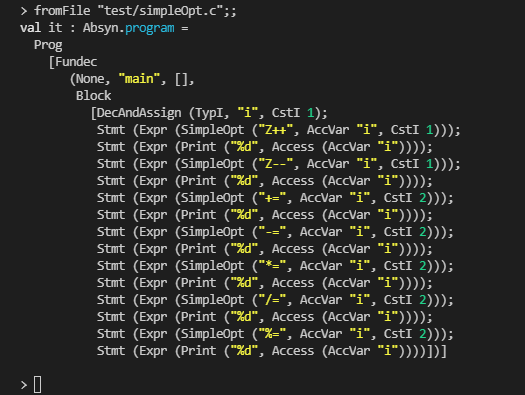 > fromFile "test/simpleOpt.c";;
val it : Absyn.program =
  Prog
    [Fundec
       (None, "main", [],
        Block
          [DecAndAssign (TypI, "i", CstI 1);
           Stmt (Expr (SimpleOpt ("Z++", AccVar "i", CstI 1)));
           Stmt (Expr (Print ("%d", Access (AccVar "i"))));
           Stmt (Expr (SimpleOpt ("Z--", AccVar "i", CstI 1)));
           Stmt (Expr (Print ("%d", Access (AccVar "i"))));
           Stmt (Expr (SimpleOpt ("+=", AccVar "i", CstI 2)));
           Stmt (Expr (Print ("%d", Access (AccVar "i"))));
           Stmt (Expr (SimpleOpt ("-=", AccVar "i", CstI 2)));
           Stmt (Expr (Print ("%d", Access (AccVar "i"))));
           Stmt (Expr (SimpleOpt ("*=", AccVar "i", CstI 2)));
           Stmt (Expr (Print ("%d", Access (AccVar "i"))));
           Stmt (Expr (SimpleOpt ("/=", AccVar "i", CstI 2)));
           Stmt (Expr (Print ("%d", Access (AccVar "i"))));
           Stmt (Expr (SimpleOpt ("%=", AccVar "i", CstI 2)));
           Stmt (Expr (Print ("%d", Access (AccVar "i"))))])]
>